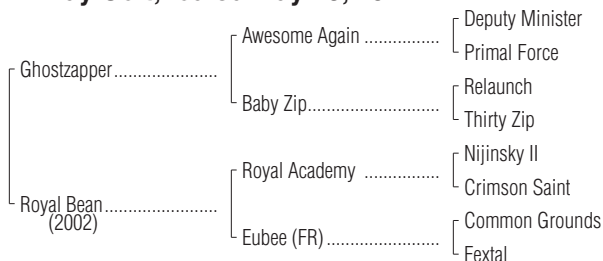 Deputy Minister
Awesome Again ................
Primal Force
Ghostzapper......................
Relaunch
Baby Zip............................
Thirty Zip
Nijinsky II
Royal Academy ................
Crimson Saint
Royal Bean........................
(2002)
Common Grounds
Eubee (FR)........................
Fextal